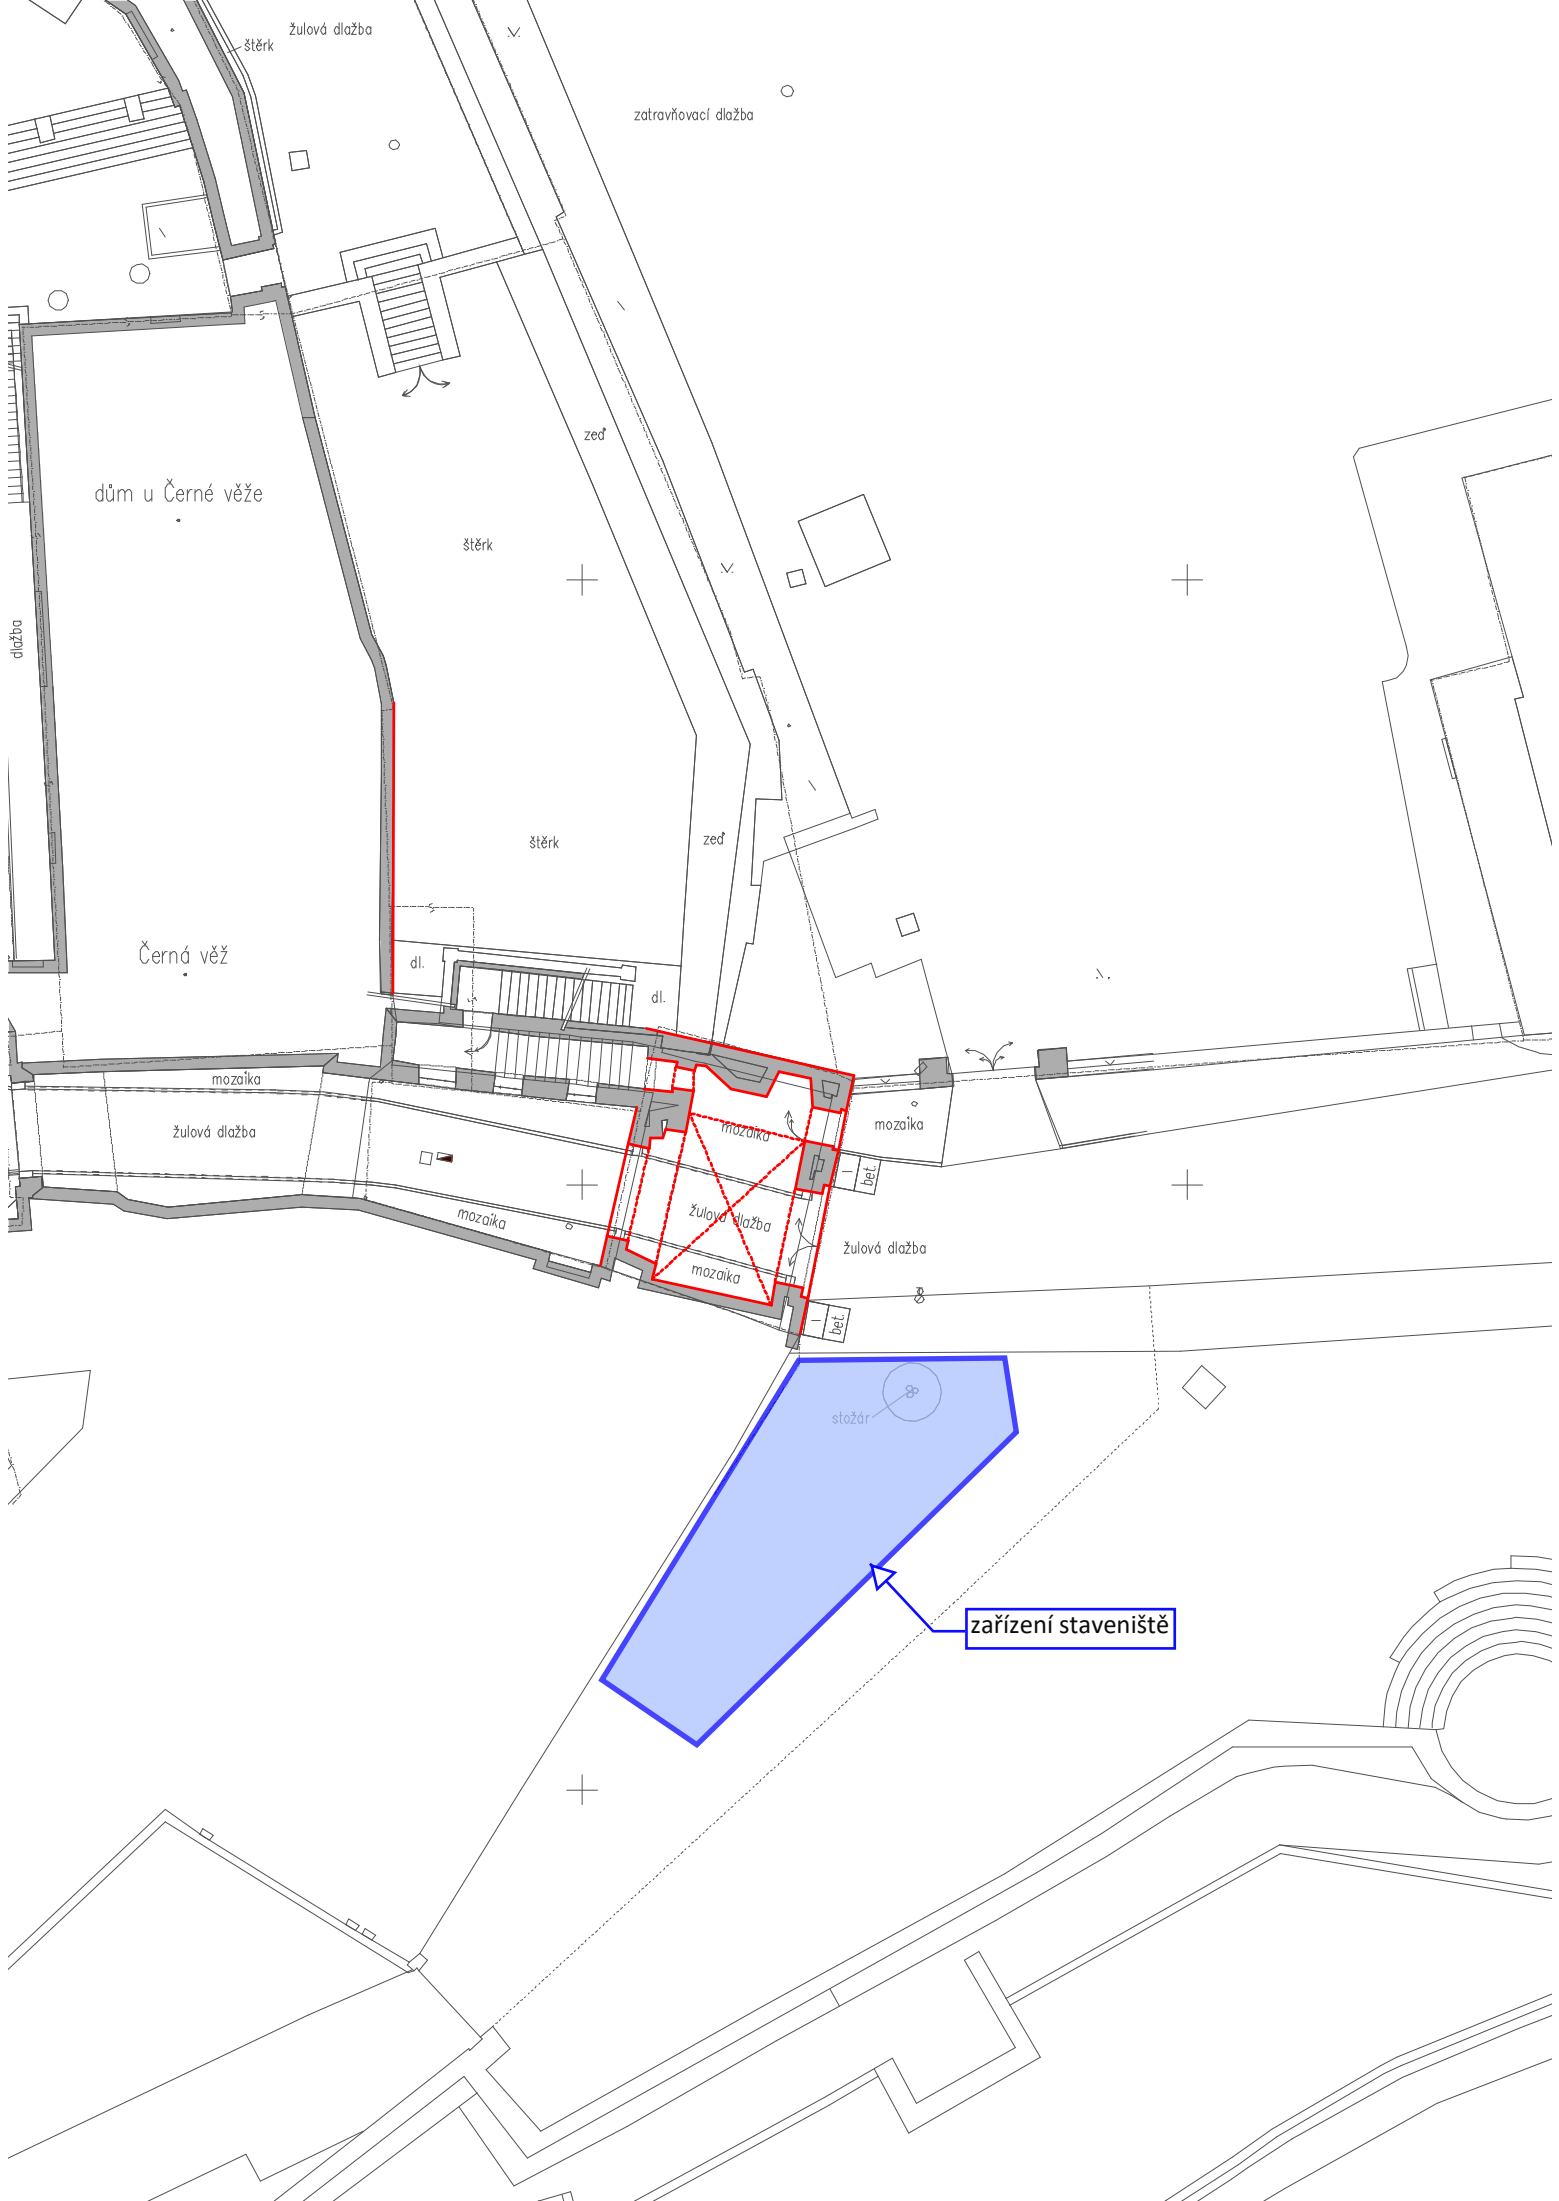 žulová dlažba
štěrk
zatravňovací dlažba
zeď
dům u Černé věže
štěrk
dlažba
štěrk
zeď
Černá věž
dl.
dl.
mozaika
žulová dlažba
mozaika
mozaika
mozaika
bet.
žulová dlažba
mozaika
žulová dlažba
bet.
stožár
zařízení staveniště